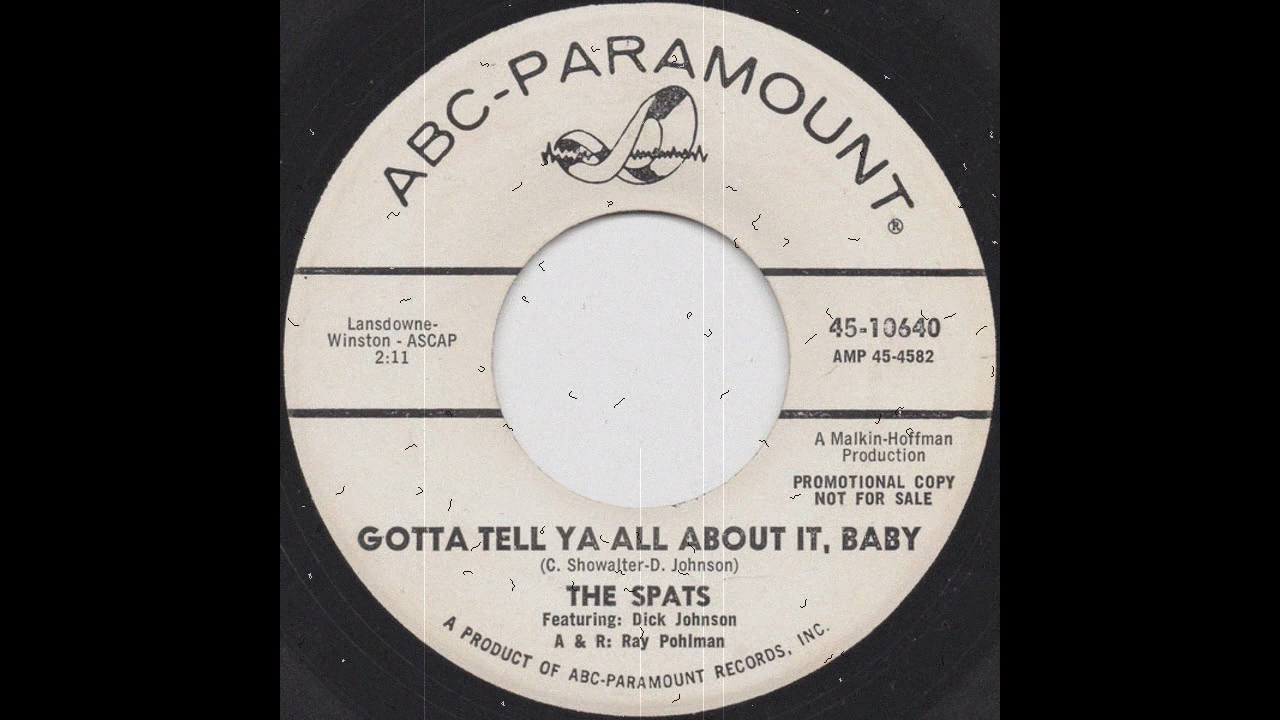 ABC-PARAMOUNT
®
Lansdowne-
Winston - ASCAP
2:11
45-10640
AMP 45-4582
A Malkin-Hoffman
Production
PROMOTIONAL COPY
NOT FOR SALE
GOTTA TELL YA ALL ABOUT IT, BABY
(C. Showalter-D. Johnson)
THE SPATS
Featuring: Dick Johnson
A & R: Ray Pohlman
A PRODUCT OF ABC-PARAMOUNT RECORDS, INC.